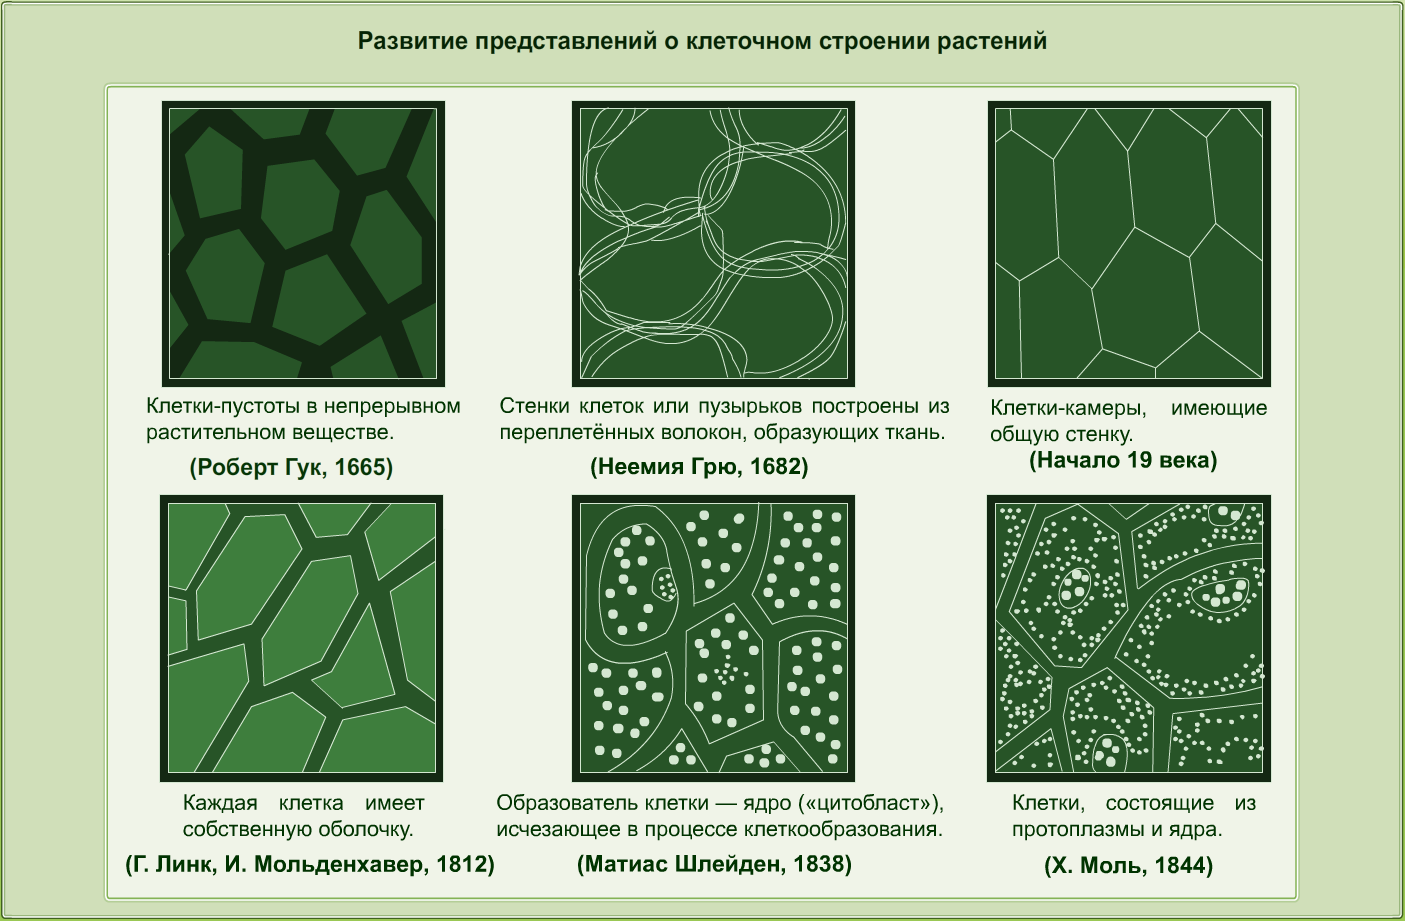 Развитие представлений о клеточном строении растений
Клетки-пустоты в непрерывном
растительном веществе.
(Роберт Гук, 1665)
Стенки клеток или пузырьков построены из
переплетённых волокон, образующих ткань.
(Неемия Грю, 1682)
Клетки-камеры, имеющие
общую стенку.
(Начало 19 века)
Каждая клетка имеет
собственную оболочку.
(Г. Линк, И. Мольденхавер, 1812)
Образователь клетки — ядро («цитобласт»),
исчезающее в процессе клеткообразования.
(Матиас Шлейден, 1838)
Клетки, состоящие из
протоплазмы и ядра.
(Х. Моль, 1844)